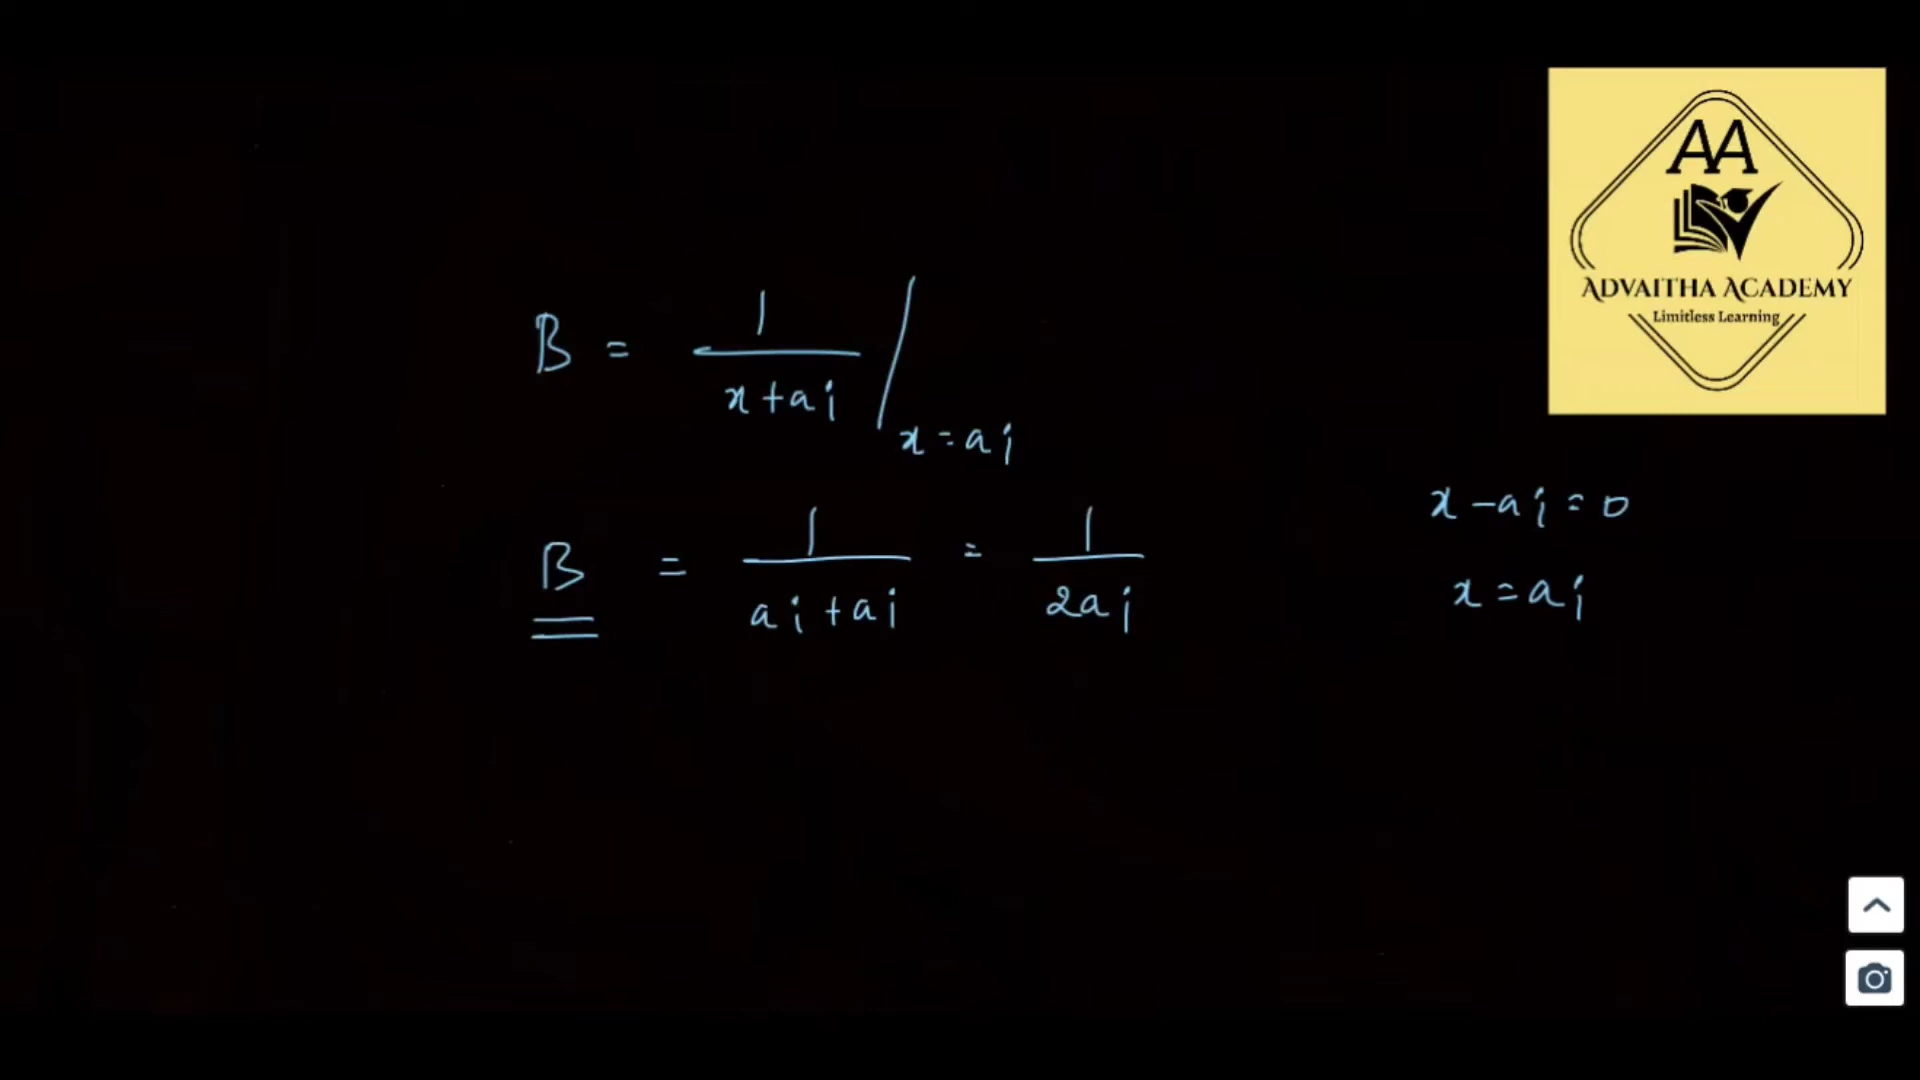 AA
ADVAITHA ACADEMY
Limitless Learning
B = 1/(x+ai) / x=ai
B = 1/(ai+ai) = 1/(2ai)
x-ai=0
x=ai